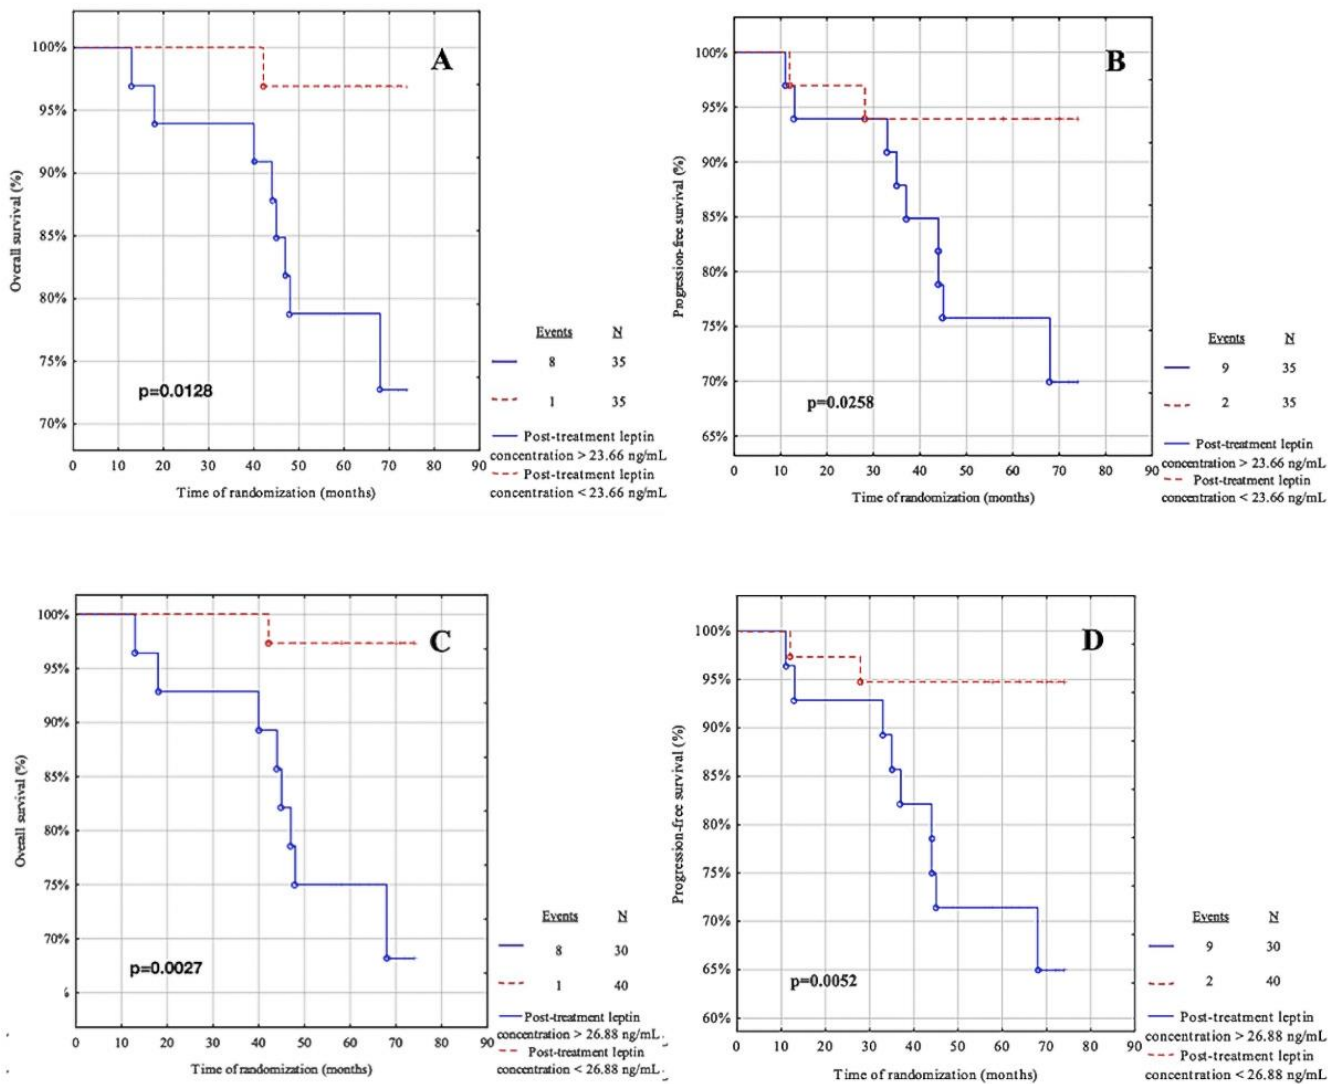 A
100%
95%
90%
85%
80%
75%
70%
Overall survival (%)
0 10 20 30 40 50 60 70 80 90
Time of randomization (months)
p=0.0128
Events N
8 35
1 35
Post-treatment leptin
concentration > 23.66 ng/mL
Post-treatment leptin
concentration < 23.66 ng/mL
B
100%
95%
90%
85%
80%
75%
70%
65%
Progression-free survival (%)
0 10 20 30 40 50 60 70 80 90
Time of randomization (months)
p=0.0258
Events N
9 35
2 35
Post-treatment leptin
concentration > 23.66 ng/mL
Post-treatment leptin
concentration < 23.66 ng/mL
C
100%
95%
90%
85%
80%
75%
70%
Overall survival (%)
0 10 20 30 40 50 60 70 80 90
Time of randomization (months)
p=0.0027
Events N
8 30
1 40
Post-treatment leptin
concentration > 26.88 ng/mL
Post-treatment leptin
concentration < 26.88 ng/mL
D
100%
95%
90%
85%
80%
75%
70%
65%
60%
Progression-free survival (%)
0 10 20 30 40 50 60 70 80 90
Time of randomization (months)
p=0.0052
Events N
9 30
2 40
Post-treatment leptin
concentration > 26.88 ng/mL
Post-treatment leptin
concentration < 26.88 ng/mL